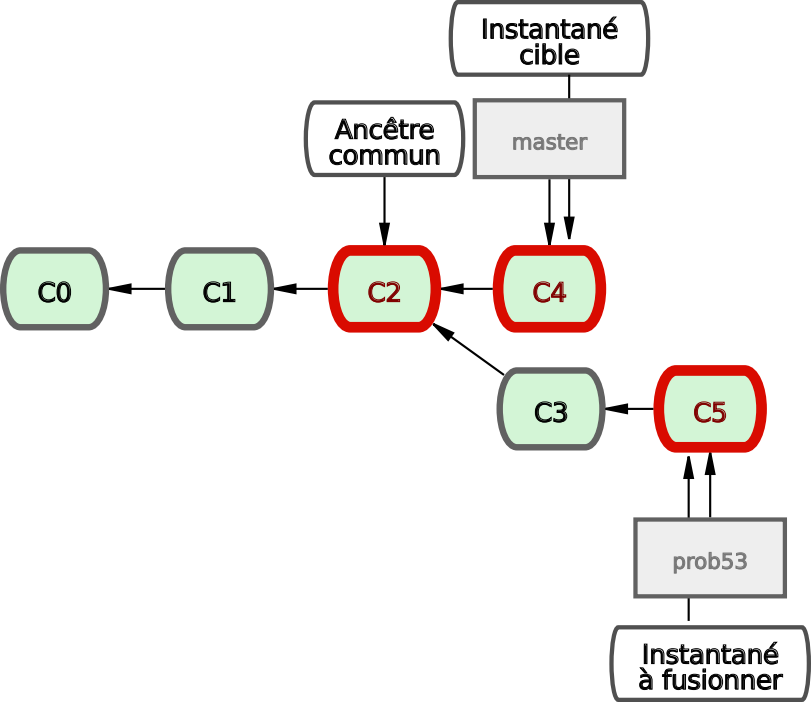 Instantané
cible
Ancêtre
commun
master
C0
C1
C2
C4
C3
C5
prob53
Instantané
à fusionner